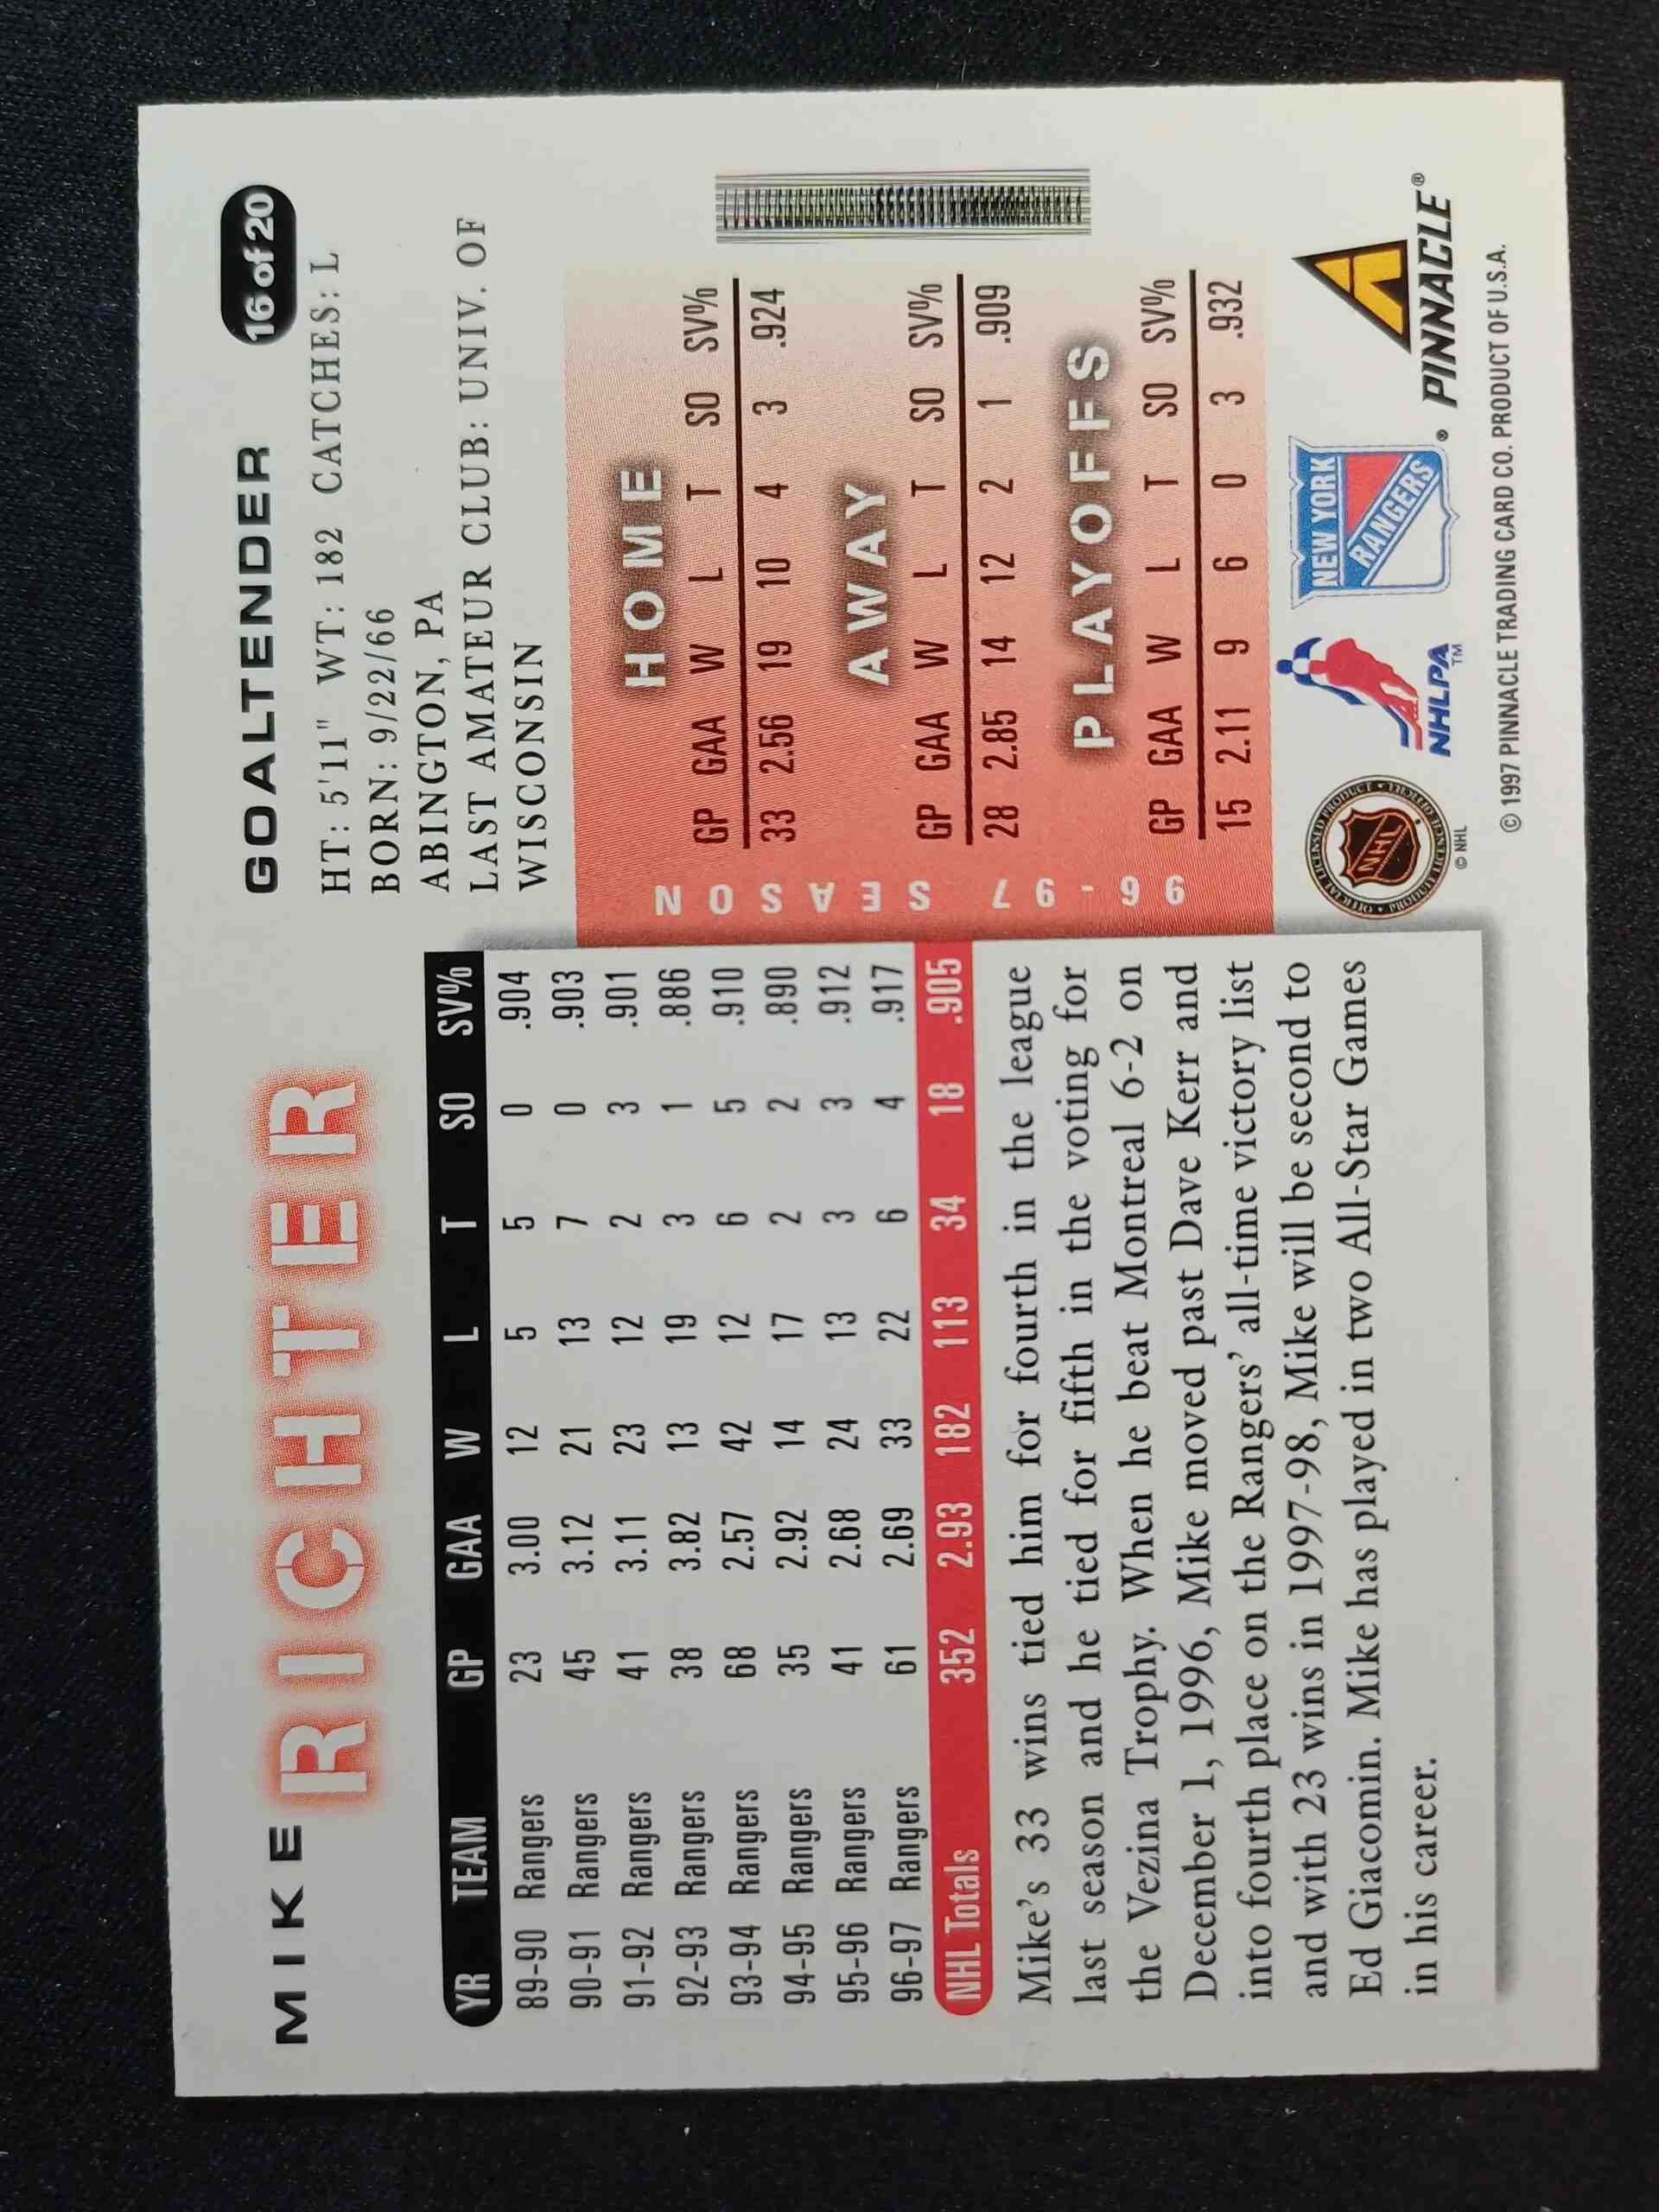 MIKE RICHTER
GOALTENDER
16 of 20
HT: 5'11" WT: 182 CATCHES: L
BORN: 9/22/66
ABINGTON, PA
LAST AMATEUR CLUB: UNIV. OF
WISCONSIN
YR TEAM GP GAA W L T SO SV%
89-90 Rangers 23 3.00 12 5 5 0 .904
90-91 Rangers 45 3.12 21 13 7 0 .903
91-92 Rangers 41 3.11 23 12 2 3 .901
92-93 Rangers 38 3.82 13 19 3 1 .886
93-94 Rangers 68 2.57 42 12 6 5 .910
94-95 Rangers 35 2.92 14 17 2 2 .890
95-96 Rangers 41 2.68 24 13 3 3 .912
96-97 Rangers 61 2.69 33 22 6 4 .917
NHL Totals 352 2.93 182 113 34 18 .905
Mike's 33 wins tied him for fourth in the league
last season and he tied for fifth in the voting for
the Vezina Trophy. When he beat Montreal 6-2 on
December 1, 1996, Mike moved past Dave Kerr and
into fourth place on the Rangers' all-time victory list
and with 23 wins in 1997-98, Mike will be second to
Ed Giacomin. Mike has played in two All-Star Games
in his career.
96-97 SEASON
HOME
GP GAA W L T SO SV%
33 2.56 19 10 4 3 .924
AWAY
GP GAA W L T SO SV%
28 2.85 14 12 2 1 .909
PLAYOFFS
GP GAA W L T SO SV%
15 2.11 9 6 0 3 .932
OFFICIAL LICENSED PRODUCT
NHL
© NHL
NHLPA™
NEW YORK
RANGERS
PINNACLE®
© 1997 PINNACLE TRADING CARD CO. PRODUCT OF U.S.A.